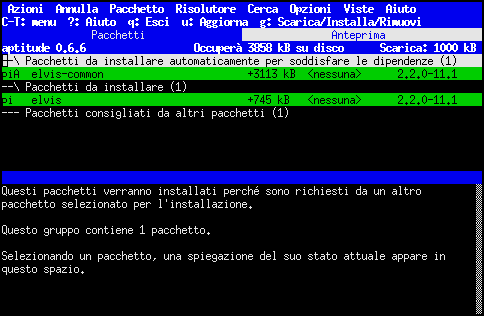 Azioni Annulla Pacchetto Risolutore Cerca Opzioni Viste Aiuto
C-T: menu ?: Aiuto q: Esci u: Aggiorna g: Scarica/Installa/Rimuovi
Pacchetti Anteprima
aptitude 0.6.6 Occuperà 3858 kB su disco Scarica: 1000 kB
--\ Pacchetti da installare automaticamente per soddisfare le dipendenze (1)
piA elvis-common +3113 kB <nessuna> 2.2.0-11.1
--\ Pacchetti da installare (1)
pi elvis +745 kB <nessuna> 2.2.0-11.1
--- Pacchetti consigliati da altri pacchetti (1)
Questi pacchetti verranno installati perché sono richiesti da un altro
pacchetto selezionato per l'installazione.
Questo gruppo contiene 1 pacchetto.
Selezionando un pacchetto, una spiegazione del suo stato attuale appare in
questo spazio.